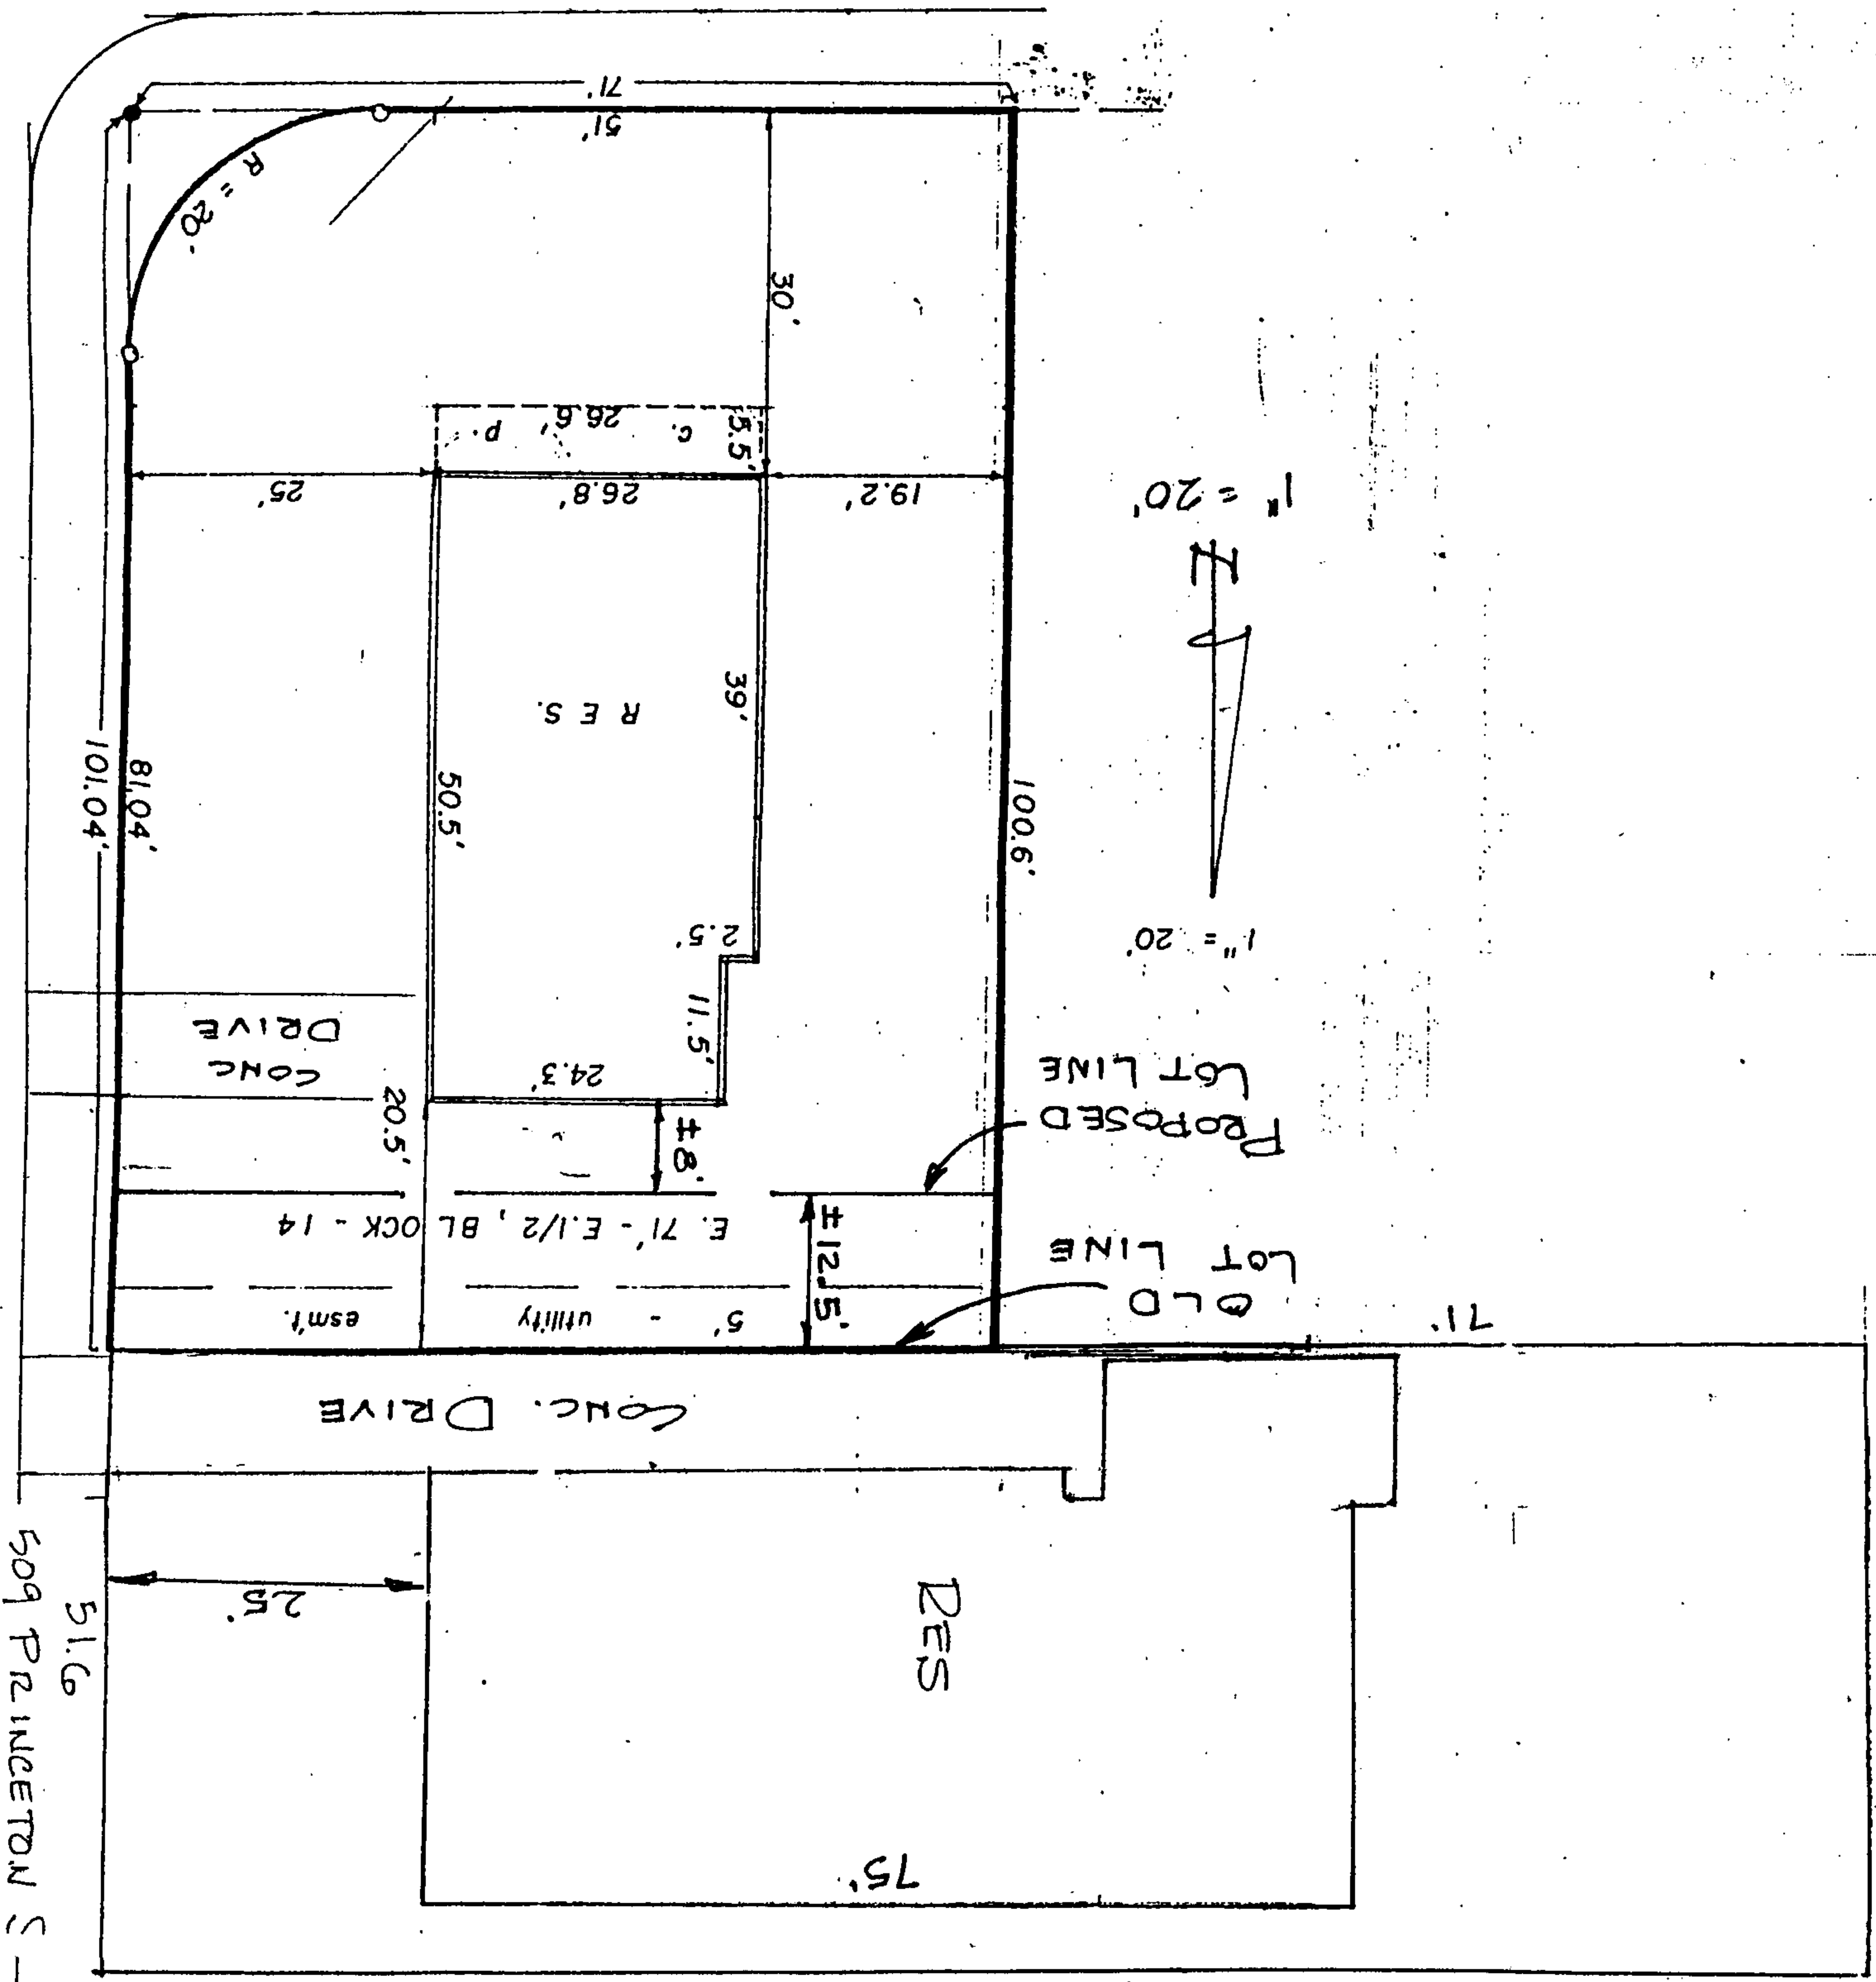 71'
51'
R = 20'
30'
5.5'
c. p.
26.6'
25'
26.8'
19.2'
1" = 20'
N
RES.
39'
50.5'
81.04'
101.04'
100.6'
1" = 20'
2.5'
11.5'
24.3'
CONC
DRIVE
20.5'
±8'
PROPOSED
LOT LINE
E. 71' - E.1/2, BLOCK - 14
±12.5'
5' - utility esm't.
OLD
LOT LINE
71'
CONC. DRIVE
25'
RES
51.6
509 PRINCETON
75'